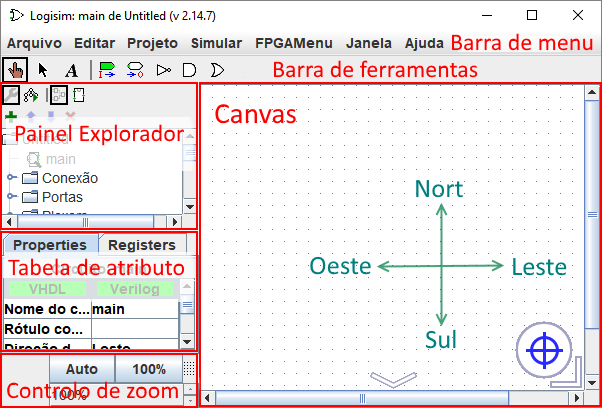 Logisim: main de Untitled (v 2.14.7)
Arquivo Editar Projeto Simular FPGAMenu Janela Ajuda Barra de menu
A Barra de ferramentas
Painel Explorador
Untitled
main
Conexão
Portas
Canvas
Nort
Oeste Leste
Sul
Properties Registers
Tabela de atributo
VHDL Verilog
Nome do c... main
Rótulo co...
Direção d... Leste
Auto 100%
Controlo de zoom
100%